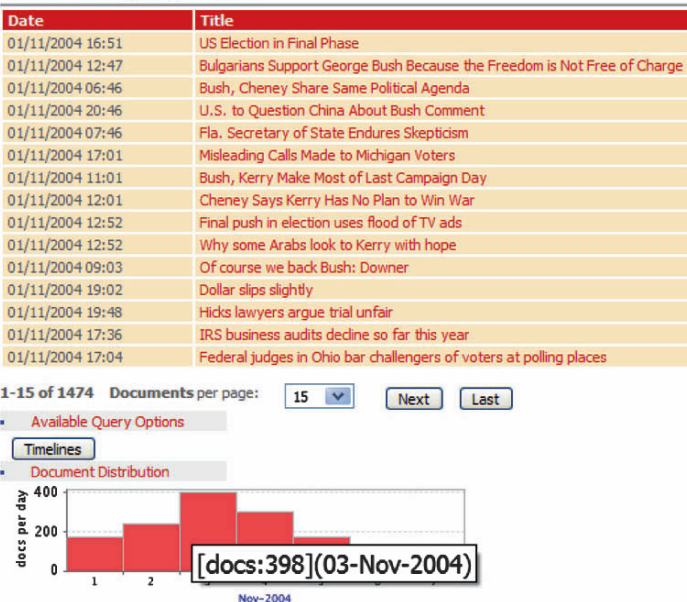 Date Title
01/11/2004 16:51 US Election in Final Phase
01/11/2004 12:47 Bulgarians Support George Bush Because the Freedom is Not Free of Charge
01/11/2004 06:46 Bush, Cheney Share Same Political Agenda
01/11/2004 20:46 U.S. to Question China About Bush Comment
01/11/2004 07:46 Fla. Secretary of State Endures Skepticism
01/11/2004 17:01 Misleading Calls Made to Michigan Voters
01/11/2004 11:01 Bush, Kerry Make Most of Last Campaign Day
01/11/2004 12:01 Cheney Says Kerry Has No Plan to Win War
01/11/2004 12:52 Final push in election uses flood of TV ads
01/11/2004 12:52 Why some Arabs look to Kerry with hope
01/11/2004 09:03 Of course we back Bush: Downer
01/11/2004 19:02 Dollar slips slightly
01/11/2004 19:48 Hicks lawyers argue trial unfair
01/11/2004 17:36 IRS business audits decline so far this year
01/11/2004 17:04 Federal judges in Ohio bar challengers of voters at polling places
1-15 of 1474 Documents per page: 15 Next Last
Available Query Options
Timelines
Document Distribution
docs per day
400
200
0
[docs:398](03-Nov-2004)
1 2
Nov-2004